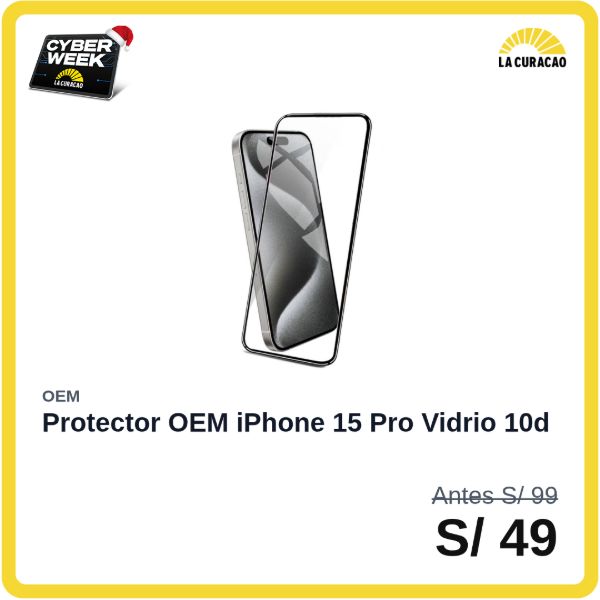 CYBER
WEEK
LA CURACAO
LA CURACAO
OEM
Protector OEM iPhone 15 Pro Vidrio 10d
Antes S/ 99
S/ 49